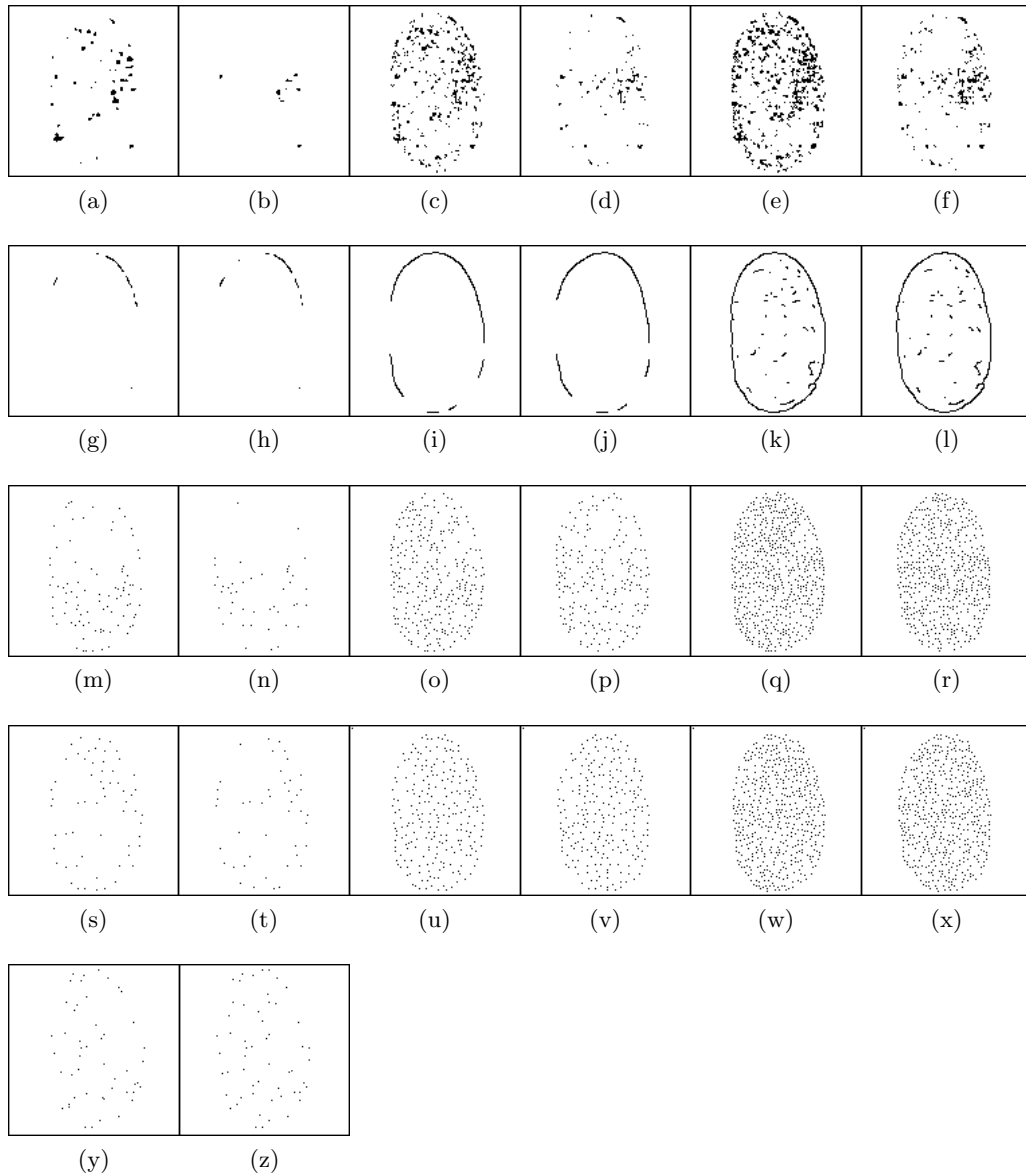 (a) (b) (c) (d) (e) (f)
(g) (h) (i) (j) (k) (l)
(m) (n) (o) (p) (q) (r)
(s) (t) (u) (v) (w) (x)
(y) (z)